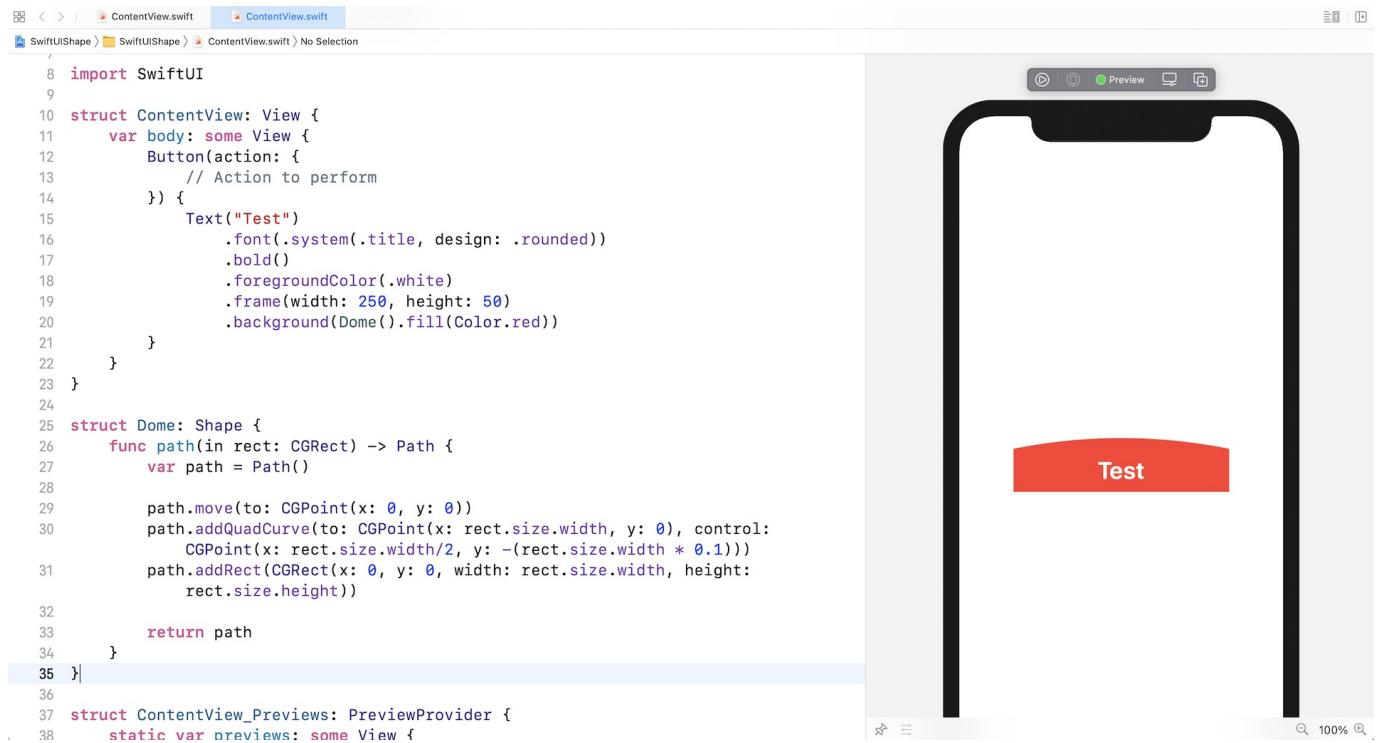 ContentView.swift ContentView.swift
SwiftUIShape SwiftUIShape ContentView.swift No Selection
8 import SwiftUI
9
10 struct ContentView: View {
11 var body: some View {
12 Button(action: {
13 // Action to perform
14 }) {
15 Text("Test")
16 .font(.system(.title, design: .rounded))
17 .bold()
18 .foregroundColor(.white)
19 .frame(width: 250, height: 50)
20 .background(Dome().fill(Color.red))
21 }
22 }
23 }
24
25 struct Dome: Shape {
26 func path(in rect: CGRect) -> Path {
27 var path = Path()
28
29 path.move(to: CGPoint(x: 0, y: 0))
30 path.addQuadCurve(to: CGPoint(x: rect.size.width, y: 0), control:
CGPoint(x: rect.size.width/2, y: -(rect.size.width * 0.1)))
31 path.addRect(CGRect(x: 0, y: 0, width: rect.size.width, height:
rect.size.height))
32
33 return path
34 }
35 }
36
37 struct ContentView_Previews: PreviewProvider {
38 static var previews: some View {
Preview
Test
100%